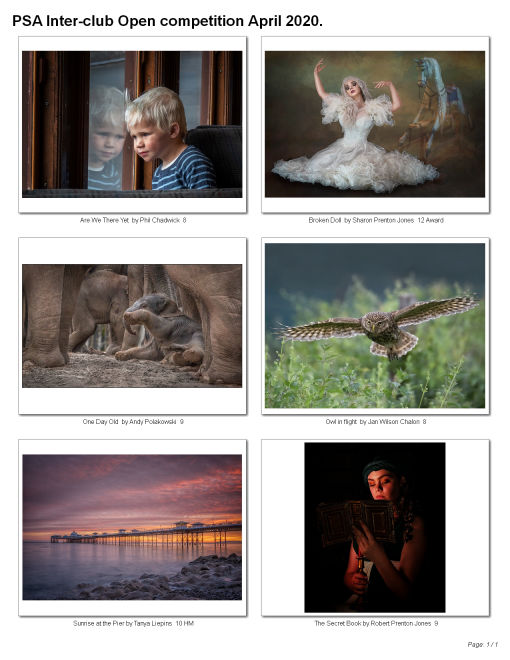 PSA Inter-club Open competition April 2020.
Are We There Yet by Phil Chadwick 8
Broken Doll by Sharon Prenton Jones 12 Award
One Day Old by Andy Polakowski 9
Owl in flight by Jan Wilson Chalon 8
Sunrise at the Pier by Tanya Liepins 10 HM
The Secret Book by Robert Prenton Jones 9
Page: 1 / 1